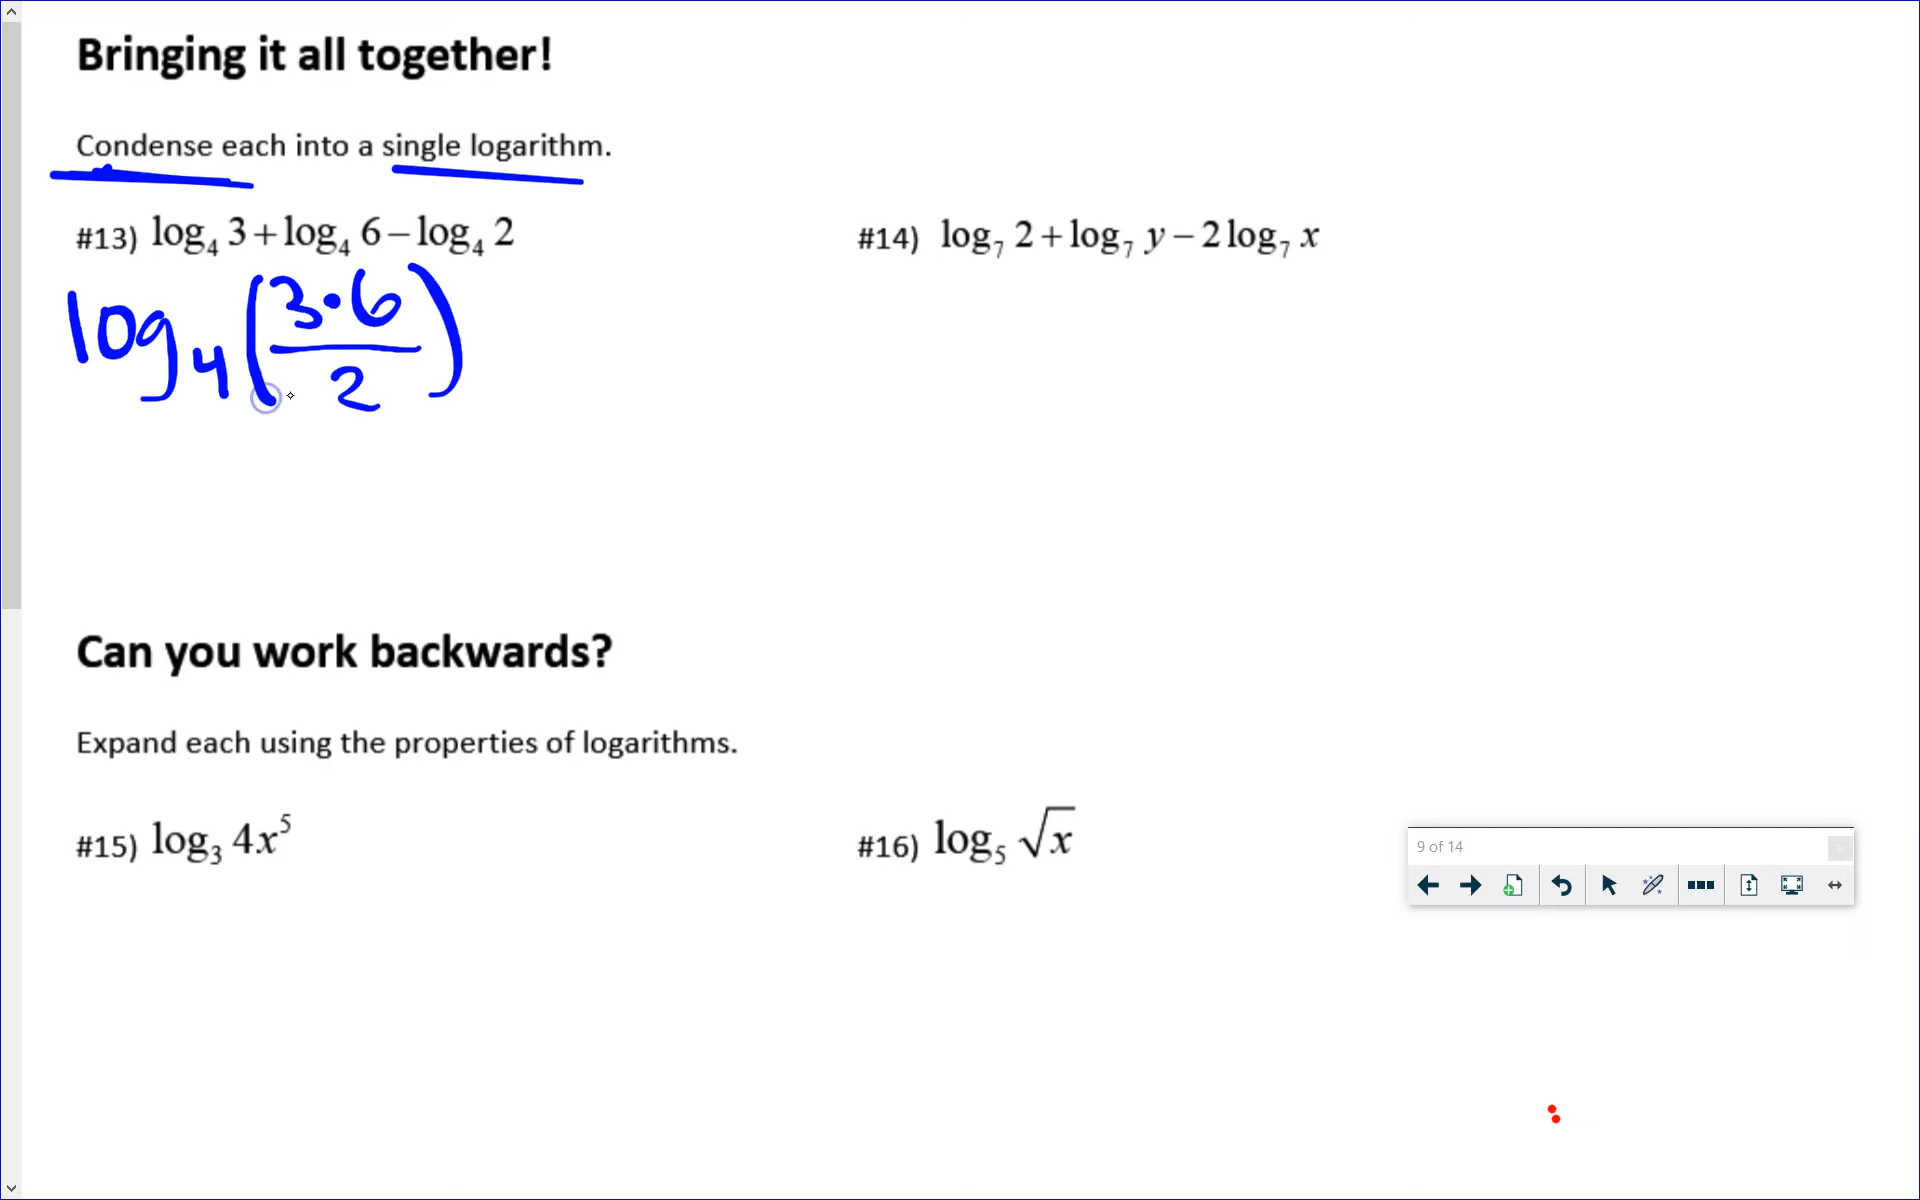 Bringing it all together!
Condense each into a single logarithm.
#13) log₄ 3 + log₄ 6 − log₄ 2
#14) log₇ 2 + log₇ y − 2 log₇ x
log₄ (3·6 / 2)
Can you work backwards?
Expand each using the properties of logarithms.
#15) log₃ 4x⁵
#16) log₅ √x
9 of 14